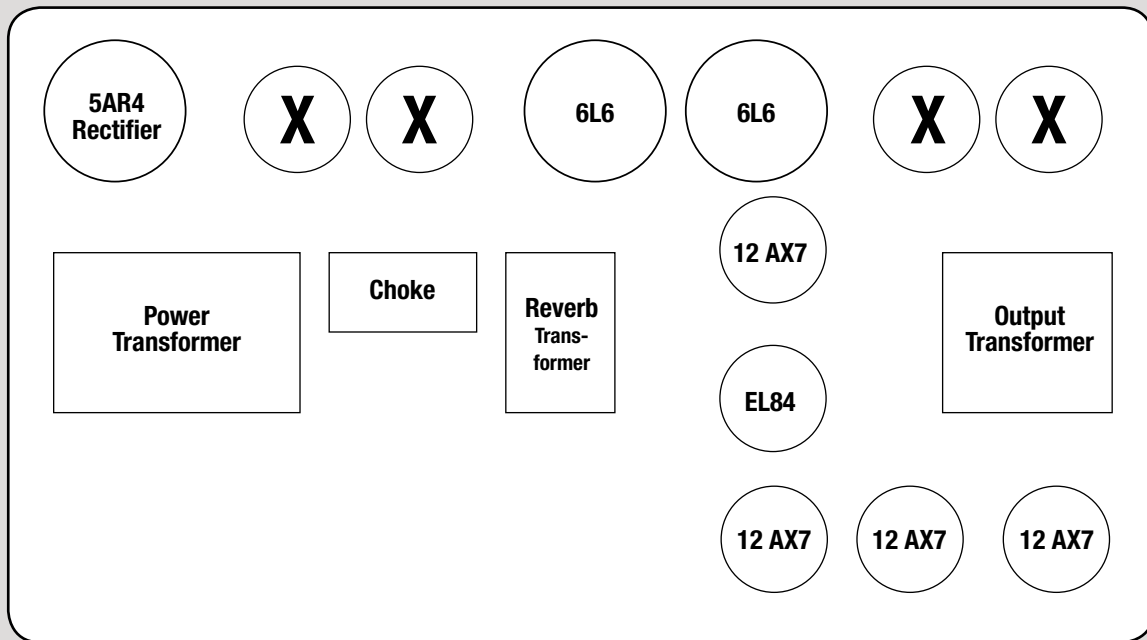 5AR4
Rectifier
X
X
6L6
6L6
X
X
12 AX7
Power
Transformer
Choke
Reverb
Trans-
former
Output
Transformer
EL84
12 AX7
12 AX7
12 AX7